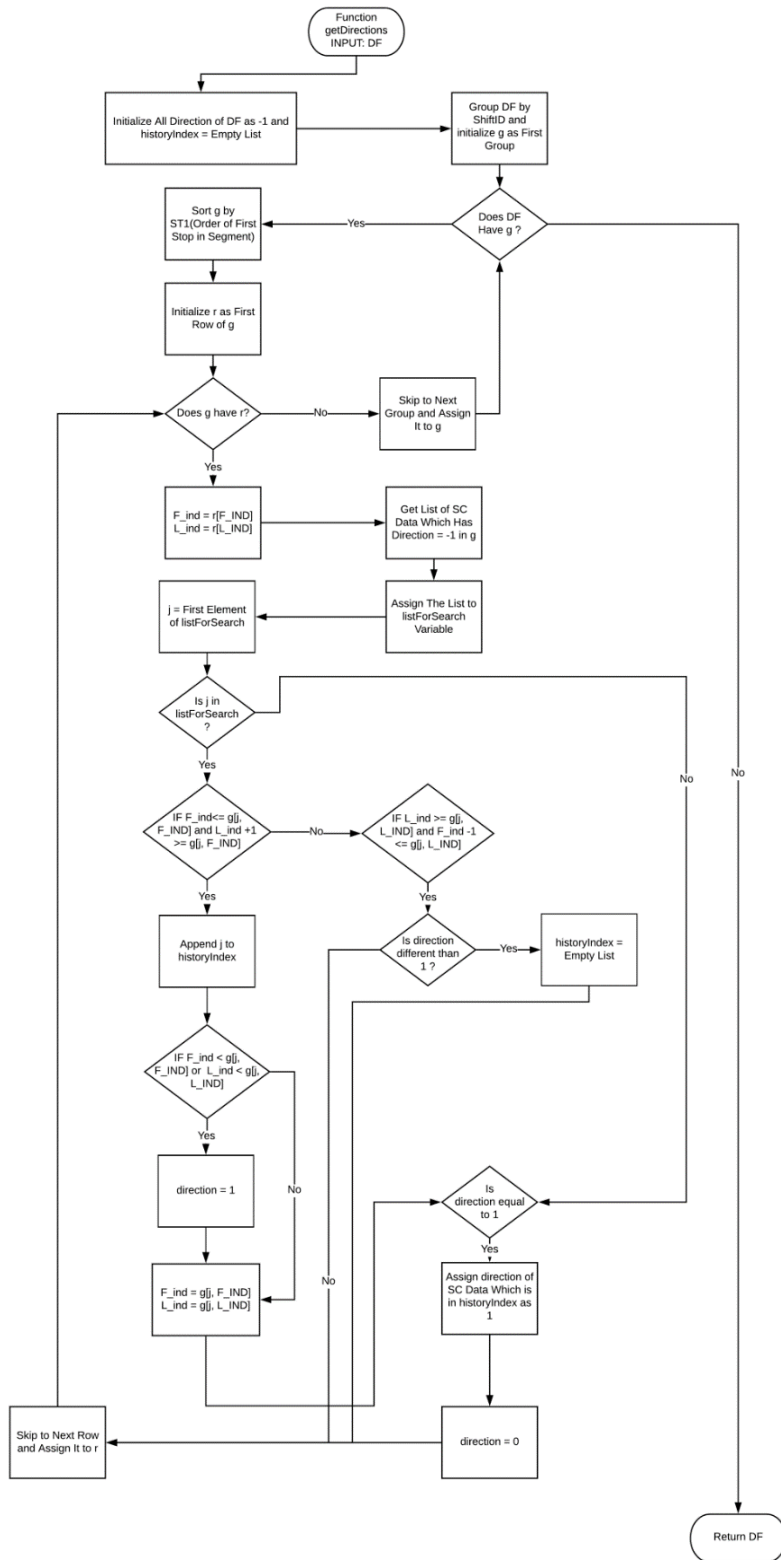 Function
getDirections
INPUT: DF
Initialize All Direction of DF as -1 and
historyIndex = Empty List
Group DF by
ShiftID and
initialize g as First
Group
Sort g by
ST1(Order of First
Stop in Segment)
Yes
Does DF
Have g ?
Initialize r as First
Row of g
Does g have r?
No
Skip to Next
Group and Assign
It to g
Yes
F_ind = r[F_IND]
L_ind = r[L_IND]
Get List of SC
Data Which Has
Direction = -1 in g
j = First Element
of listForSearch
Assign The List to
listForSearch
Variable
Is j in
listForSearch
?
No
No
Yes
IF F_ind<= g[j,
F_IND] and L_ind +1
>= g[j, F_IND]
No
IF L_ind >= g[j,
L_IND] and F_ind -1
<= g[j, L_IND]
Yes
Yes
Append j to
historyIndex
Is direction
different than
1 ?
Yes
historyIndex =
Empty List
IF F_ind < g[j,
F_IND] or L_ind < g[j,
L_IND]
Yes
No
direction = 1
Is
direction equal
to 1
Yes
No
F_ind = g[j, F_IND]
L_ind = g[j, L_IND]
Assign direction of
SC Data Which is
in historyIndex as
1
Skip to Next Row
and Assign It to r
direction = 0
Return DF